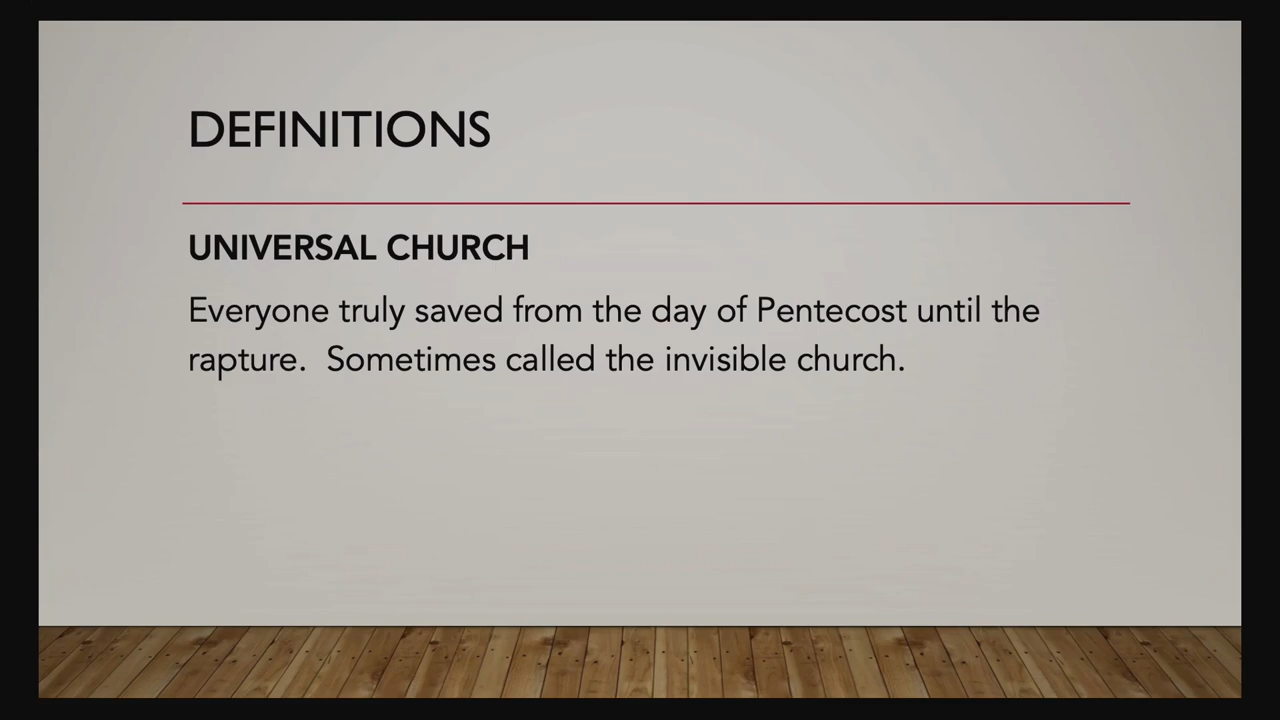 DEFINITIONS
UNIVERSAL CHURCH
Everyone truly saved from the day of Pentecost until the
rapture.  Sometimes called the invisible church.